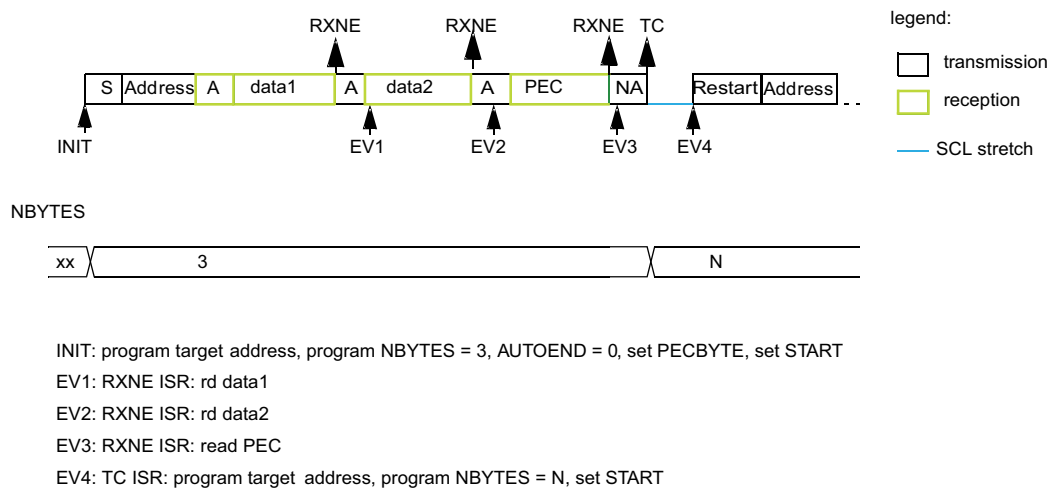 legend:
RXNE RXNE RXNE TC
transmission
S Address A data1 A data2 A PEC NA Restart Address
reception
INIT EV1 EV2 EV3 EV4
SCL stretch
NBYTES
xx 3 N
INIT: program target address, program NBYTES = 3, AUTOEND = 0, set PECBYTE, set START
EV1: RXNE ISR: rd data1
EV2: RXNE ISR: rd data2
EV3: RXNE ISR: read PEC
EV4: TC ISR: program target address, program NBYTES = N, set START